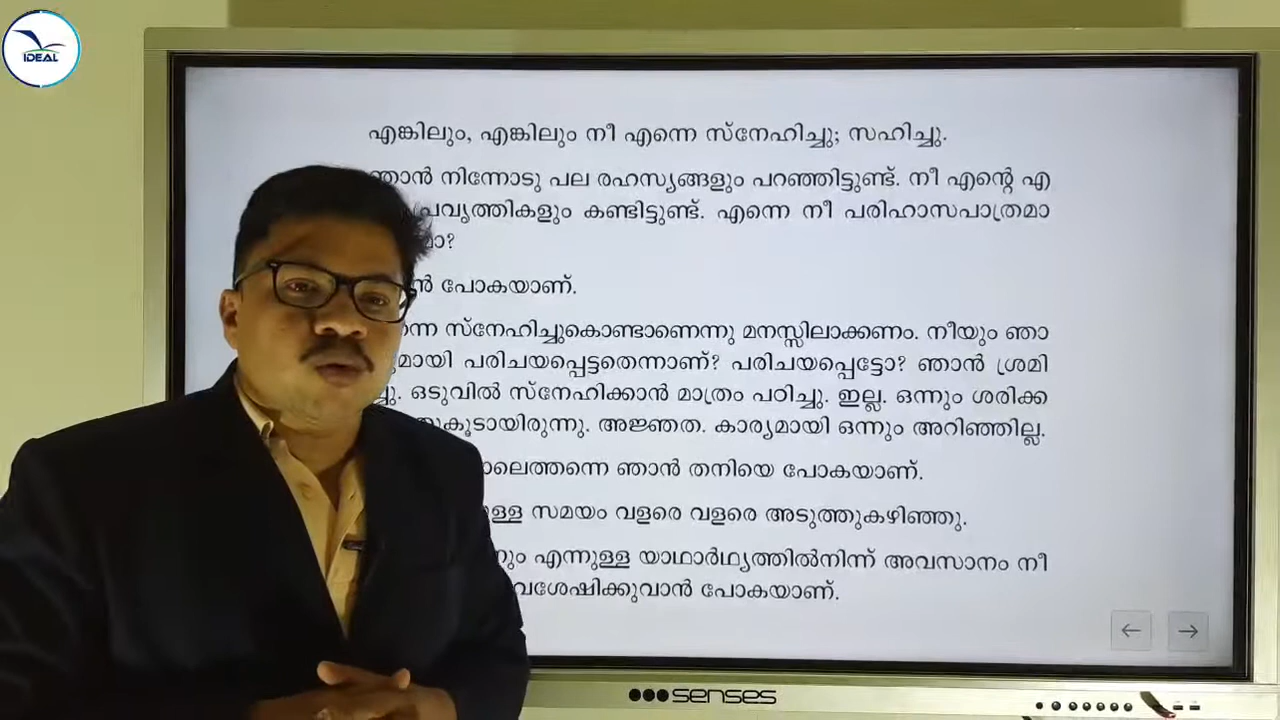 IDEAL
എങ്കിലും, എങ്കിലും നീ എന്നെ സ്നേഹിച്ചു; സഹിച്ചു.
ഞാൻ നിന്നോടു പല രഹസ്യങ്ങളും പറഞ്ഞിട്ടുണ്ട്. നീ എന്റെ എ
പ്രവൃത്തികളും കണ്ടിട്ടുണ്ട്. എന്നെ നീ പരിഹാസപാത്രമാ
മാ?
ൻ പോകയാണ്.
ന്നെ സ്നേഹിച്ചുകൊണ്ടാണെന്നു മനസ്സിലാക്കണം. നീയും ഞാ
മായി പരിചയപ്പെട്ടതെന്നാണ്? പരിചയപ്പെട്ടോ? ഞാൻ ശ്രമി
ച്ചു. ഒടുവിൽ സ്നേഹിക്കാൻ മാത്രം പഠിച്ചു. ഇല്ല. ഒന്നും ശരിക്ക
തുകൂടായിരുന്നു. അജ്ഞത. കാര്യമായി ഒന്നും അറിഞ്ഞില്ല.
ാലെത്തന്നെ ഞാൻ തനിയെ പോകയാണ്.
ള്ള സമയം വളരെ വളരെ അടുത്തുകഴിഞ്ഞു.
ും എന്നുള്ള യാഥാർഥ്യത്തിൽനിന്ന് അവസാനം നീ
വശേഷിക്കുവാൻ പോകയാണ്.
senses